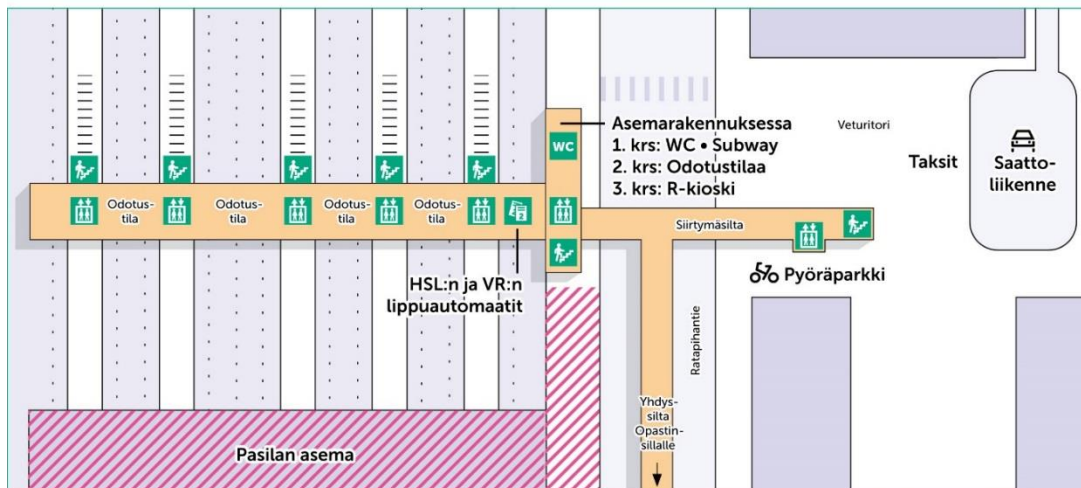 Asemarakennuksessa
1. krs: WC • Subway
2. krs: Odotustilaa
3. krs: R-kioski
WC
Veturitori
Taksit
Saatto-
liikenne
Odotus-
tila
Odotus-
tila
Odotus-
tila
Odotus-
tila
2
Siirtymäsilta
HSL:n ja VR:n
lippuautomaatit
Pyöräparkki
Ratapihantie
Yhdys-
silta
Opastin-
sillalle
Pasilan asema